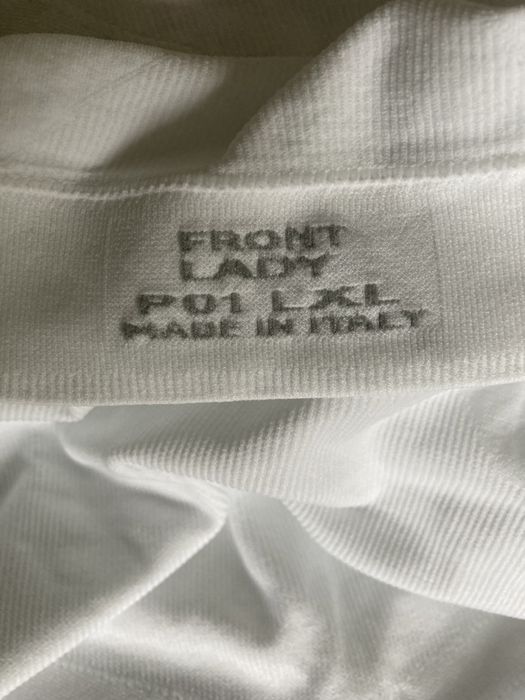 FRONT
LADY
P01 LXL
MADE IN ITALY